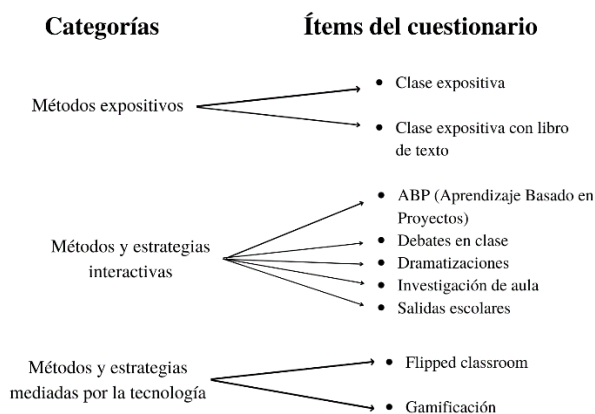 Categorías
Ítems del cuestionario
Métodos expositivos
• Clase expositiva
• Clase expositiva con libro
de texto
Métodos y estrategias
interactivas
• ABP (Aprendizaje Basado en
Proyectos)
• Debates en clase
• Dramatizaciones
• Investigación de aula
• Salidas escolares
Métodos y estrategias
mediadas por la tecnología
• Flipped classroom
• Gamificación